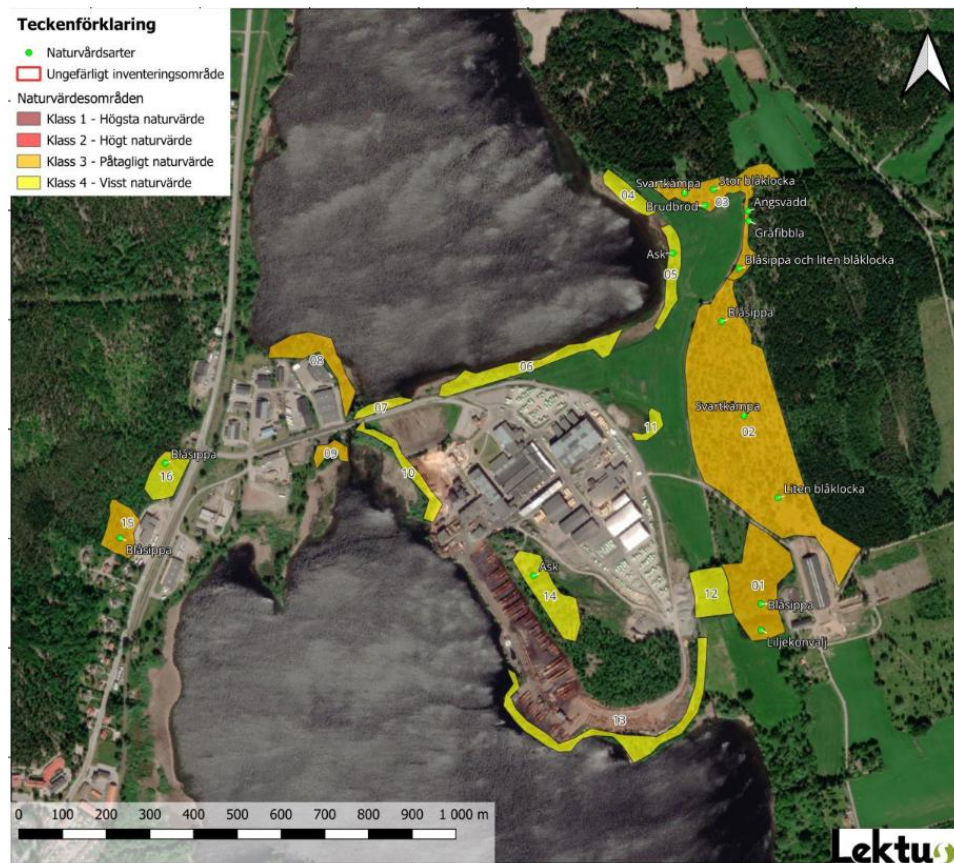 Teckenförklaring
Naturvårdsarter
Ungefärligt inventeringsområde
Naturvärdesområden
Klass 1 - Högsta naturvärde
Klass 2 - Högt naturvärde
Klass 3 - Påtagligt naturvärde
Klass 4 - Visst naturvärde
04
Svartkämpa
Stor blåklocka
03
Brudbröd
Ängsvädd
Gråfibbla
Ask
05
Blåsippa och liten blåklocka
Blåsippa
08
06
07
Svartkämpa
02
11
09
10
Blåsippa
16
Liten blåklocka
15
Blåsippa
Ask
14
12
01
Blåsippa
Liljekonvalj
13
0 100 200 300 400 500 600 700 800 900 1 000 m
Lektus